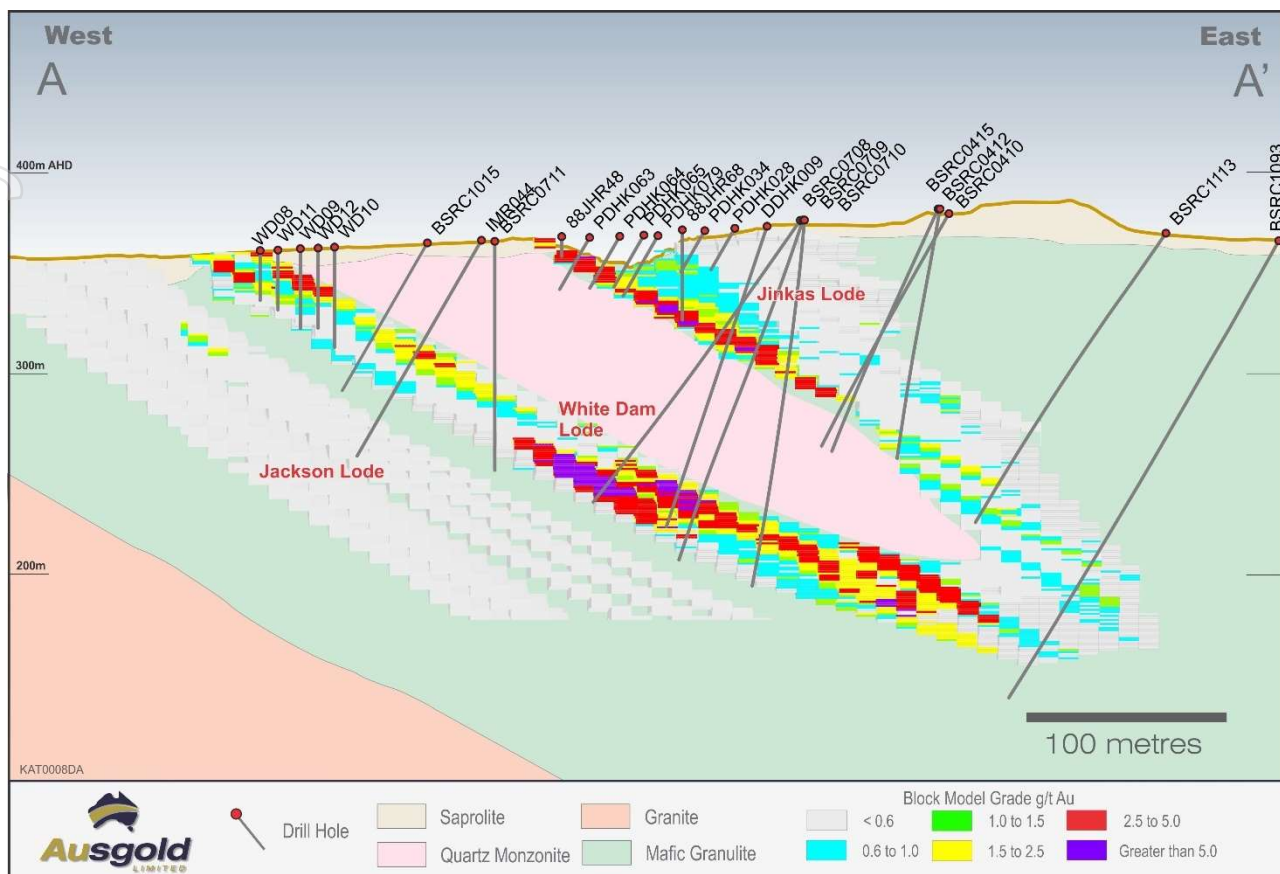 West
East
A
A'
400m AHD
WD08
WD11
WD09
WD12
WD10
BSRC1015
IMR044
BSRC0711
88JHR48
PDHK063
PDHK064
PDHK065
PDHK079
88JHR68
PDHK034
PDHK028
DDHK009
BSRC0708
BSRC0709
BSRC0710
BSRC0415
BSRC0412
BSRC0410
BSRC1113
BSRC1093
Jinkas Lode
300m
White Dam
Lode
Jackson Lode
200m
100 metres
KAT0008DA
Ausgold
LIMITED
Drill Hole
Saprolite
Quartz Monzonite
Granite
Mafic Granulite
Block Model Grade g/t Au
< 0.6
1.0 to 1.5
2.5 to 5.0
0.6 to 1.0
1.5 to 2.5
Greater than 5.0